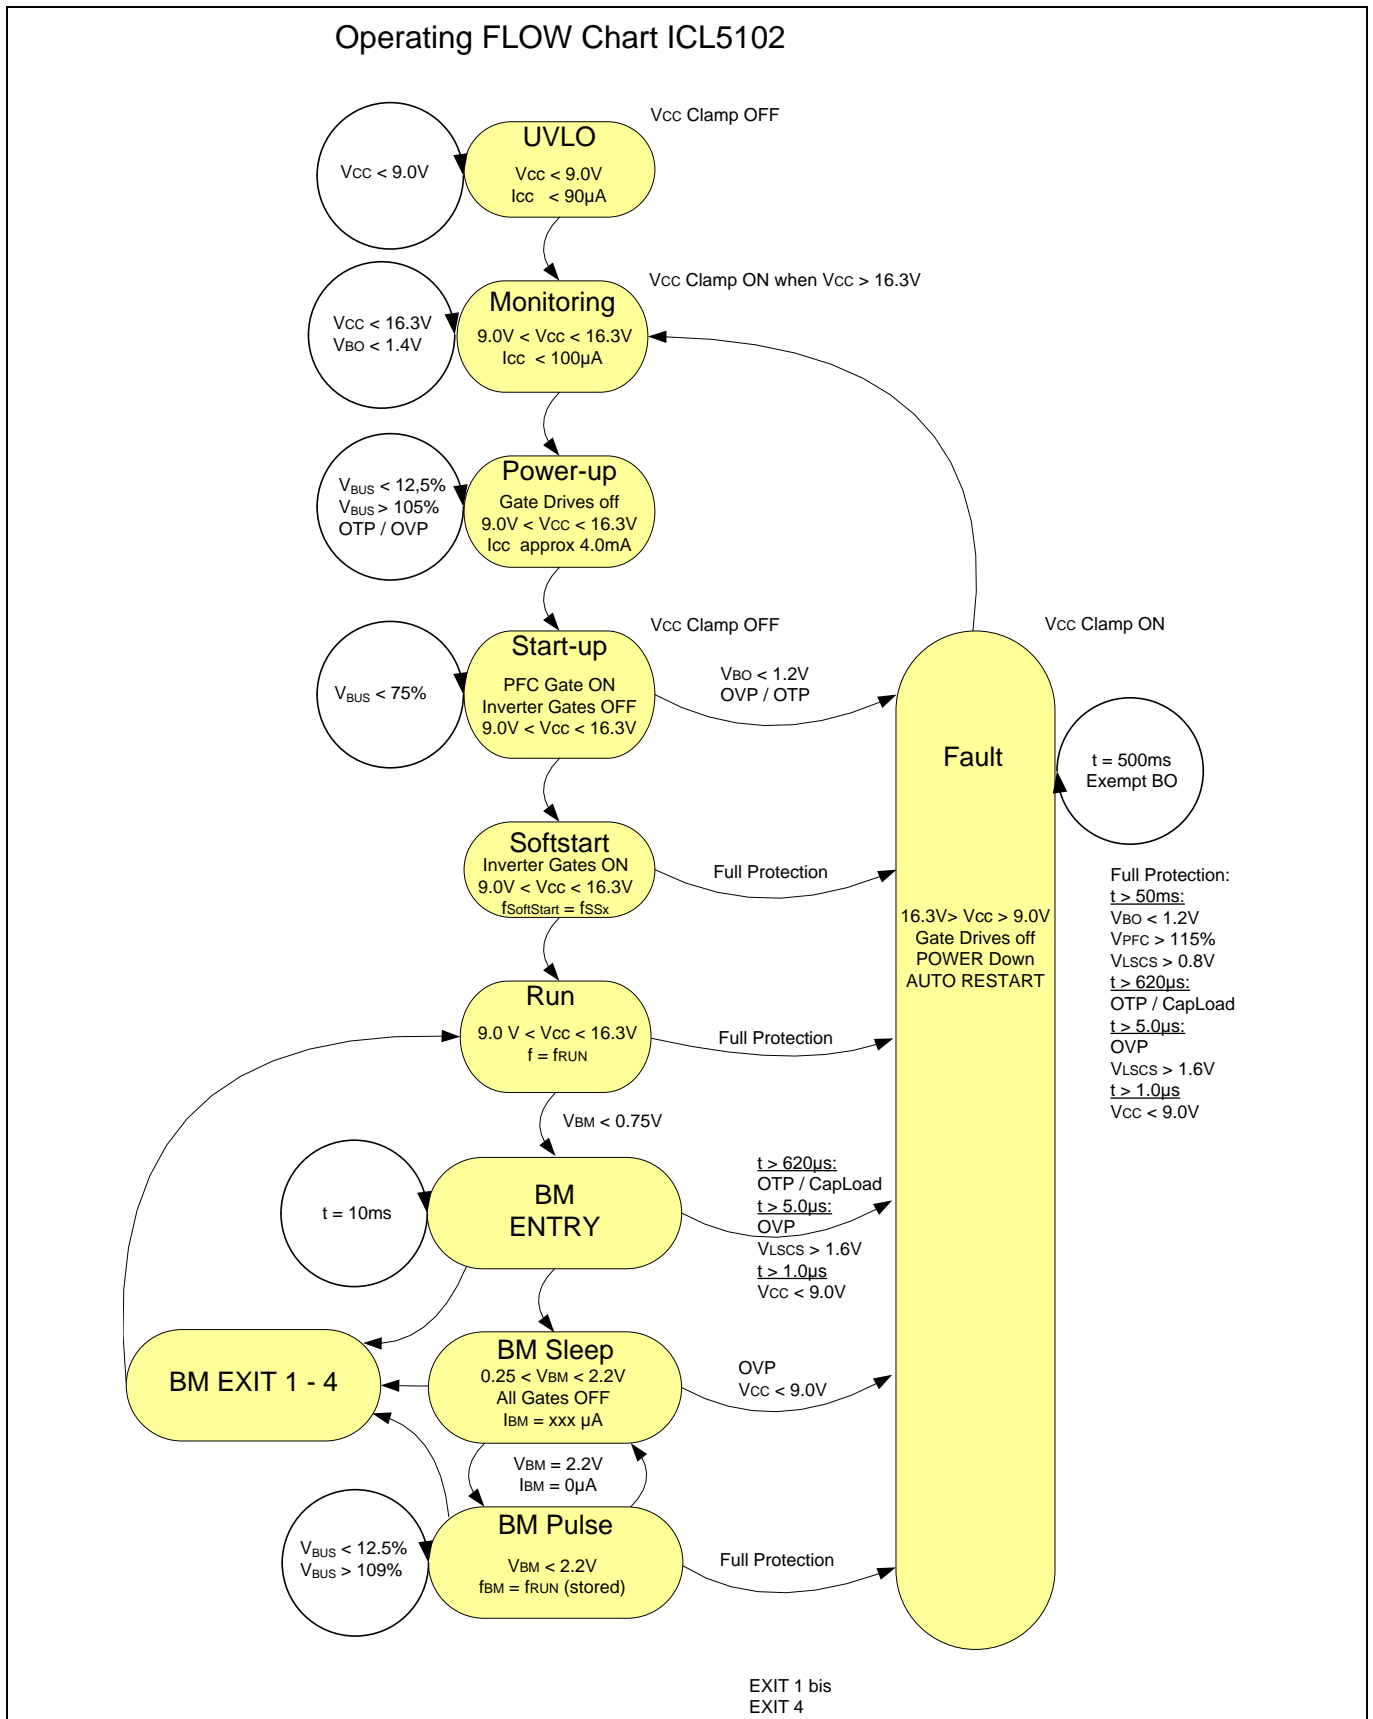 Operating FLOW Chart ICL5102
Vcc Clamp OFF
UVLO
Vcc < 9.0V
Icc < 90µA
Vcc < 9.0V
Vcc Clamp ON when Vcc > 16.3V
Monitoring
9.0V < Vcc < 16.3V
Icc < 100µA
Vcc < 16.3V
VBO < 1.4V
Power-up
Gate Drives off
9.0V < Vcc < 16.3V
Icc approx 4.0mA
VBUS < 12,5%
VBUS > 105%
OTP / OVP
Vcc Clamp OFF
Start-up
PFC Gate ON
Inverter Gates OFF
9.0V < Vcc < 16.3V
VBUS < 75%
VBO < 1.2V
OVP / OTP
Vcc Clamp ON
Fault
t = 500ms
Exempt BO
Softstart
Inverter Gates ON
9.0V < Vcc < 16.3V
fSoftStart = fSSx
Full Protection
16.3V> Vcc > 9.0V
Gate Drives off
POWER Down
AUTO RESTART
Full Protection:
t > 50ms:
VBO < 1.2V
VPFC > 115%
VLSCS > 0.8V
t > 620µs:
OTP / CapLoad
t > 5.0µs:
OVP
VLSCS > 1.6V
t > 1.0µs
Vcc < 9.0V
Run
9.0 V < Vcc < 16.3V
f = fRUN
Full Protection
VBM < 0.75V
BM
ENTRY
t = 10ms
t > 620µs:
OTP / CapLoad
t > 5.0µs:
OVP
VLSCS > 1.6V
t > 1.0µs
Vcc < 9.0V
BM EXIT 1 - 4
BM Sleep
0.25 < VBM < 2.2V
All Gates OFF
IBM = xxx µA
OVP
Vcc < 9.0V
VBM = 2.2V
IBM = 0µA
BM Pulse
VBM < 2.2V
fBM = fRUN (stored)
VBUS < 12.5%
VBUS > 109%
Full Protection
EXIT 1 bis
EXIT 4